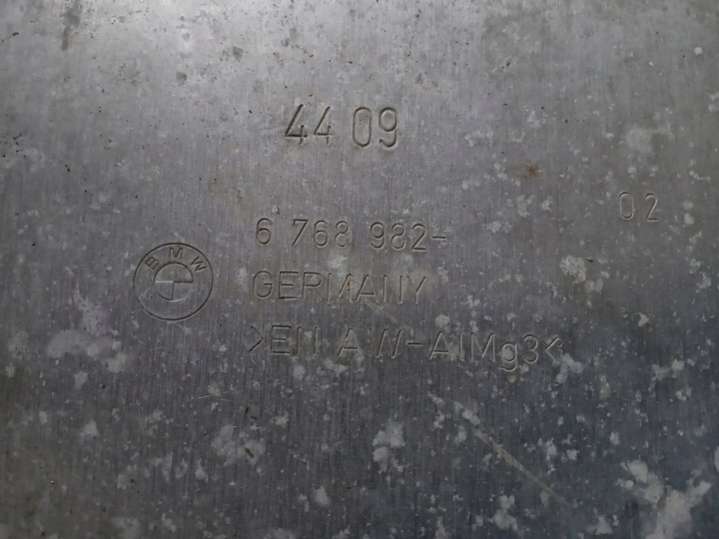 44 09
6 768 982-
02
BMW
GERMANY
>EN AW-AlMg3<